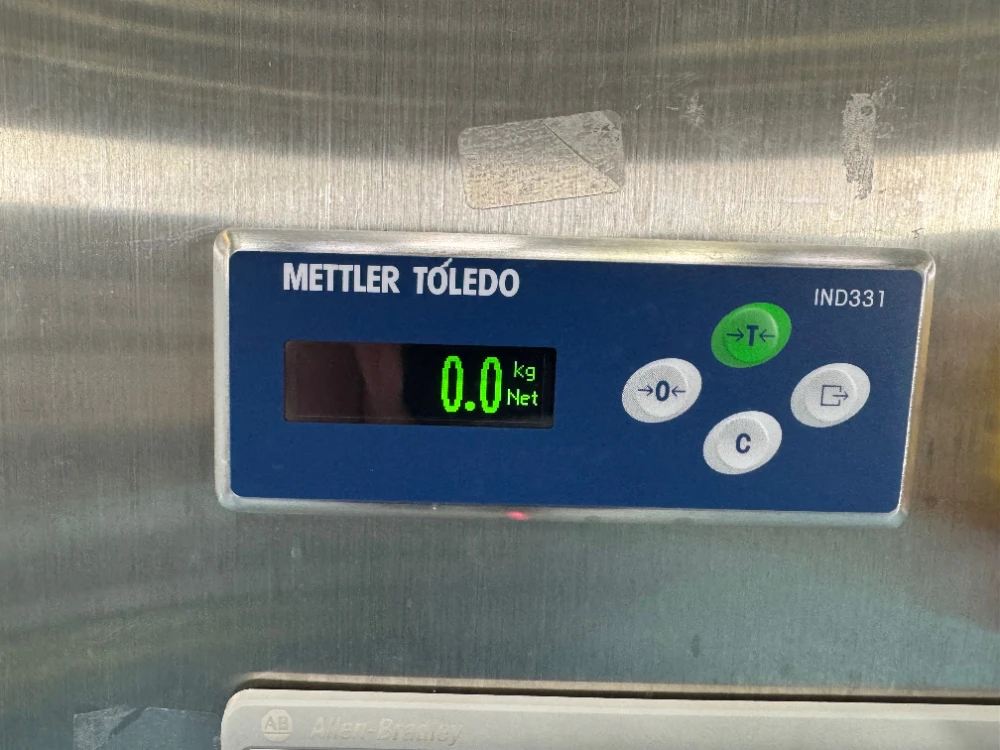 METTLER TOLEDO
IND331
→T←
0.0 kg
Net
→0←
C
AB Allen-Bradley